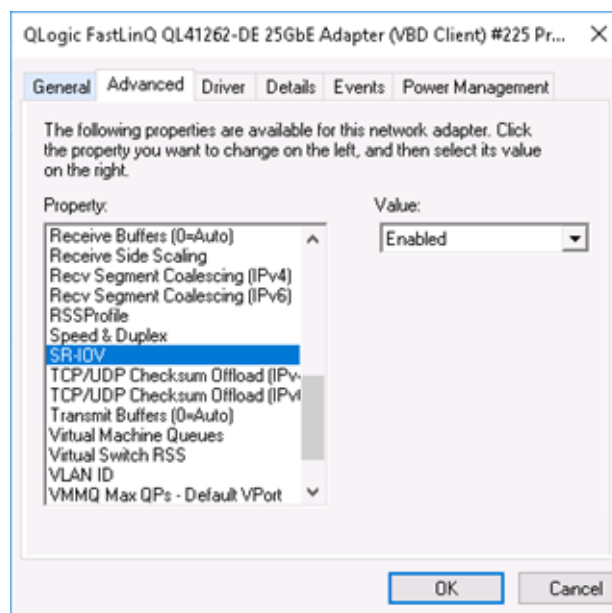 QLogic FastLinQ QL41262-DE 25GbE Adapter (VBD Client) #225 Pr...
General Advanced Driver Details Events Power Management
The following properties are available for this network adapter. Click
the property you want to change on the left, and then select its value
on the right.
Property:
Value:
Receive Buffers (0=Auto)
Receive Side Scaling
Recv Segment Coalescing (IPv4)
Recv Segment Coalescing (IPv6)
RSSProfile
Speed & Duplex
SR-IOV
TCP/UDP Checksum Offload (IPv
TCP/UDP Checksum Offload (IPv
Transmit Buffers (0=Auto)
Virtual Machine Queues
Virtual Switch RSS
VLAN ID
VMMQ Max QPs - Default VPort
Enabled
OK
Cancel